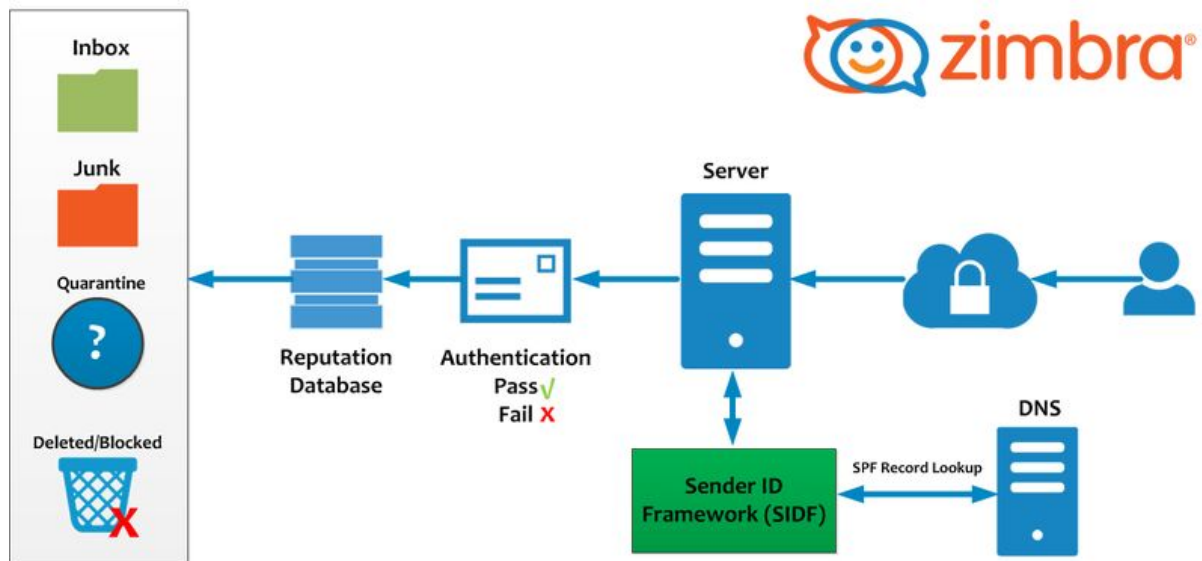 Inbox
zimbra®
Junk
Server
Quarantine
?
Reputation
Database
Authentication
Pass√
Fail X
DNS
Deleted/Blocked
X
Sender ID
Framework (SIDF)
SPF Record Lookup